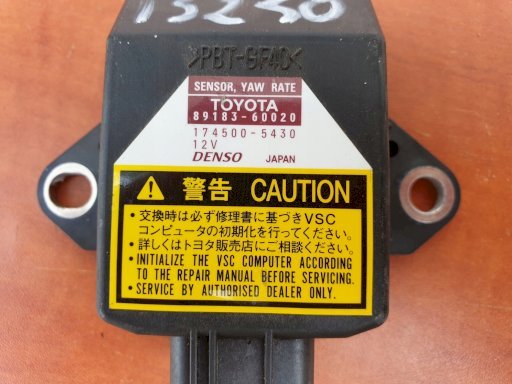 15230
>PBT-GF40<
SENSOR, YAW RATE
TOYOTA
89183-60020
174500-5430
12V
DENSO JAPAN
警告 CAUTION
• 交換時は必ず修理書に基づきVSC
コンピュータの初期化を行ってください。
• 詳しくはトヨタ販売店にご相談ください。
• INITIALIZE THE VSC COMPUTER ACCORDING
TO THE REPAIR MANUAL BEFORE SERVICING.
• SERVICE BY AUTHORISED DEALER ONLY.